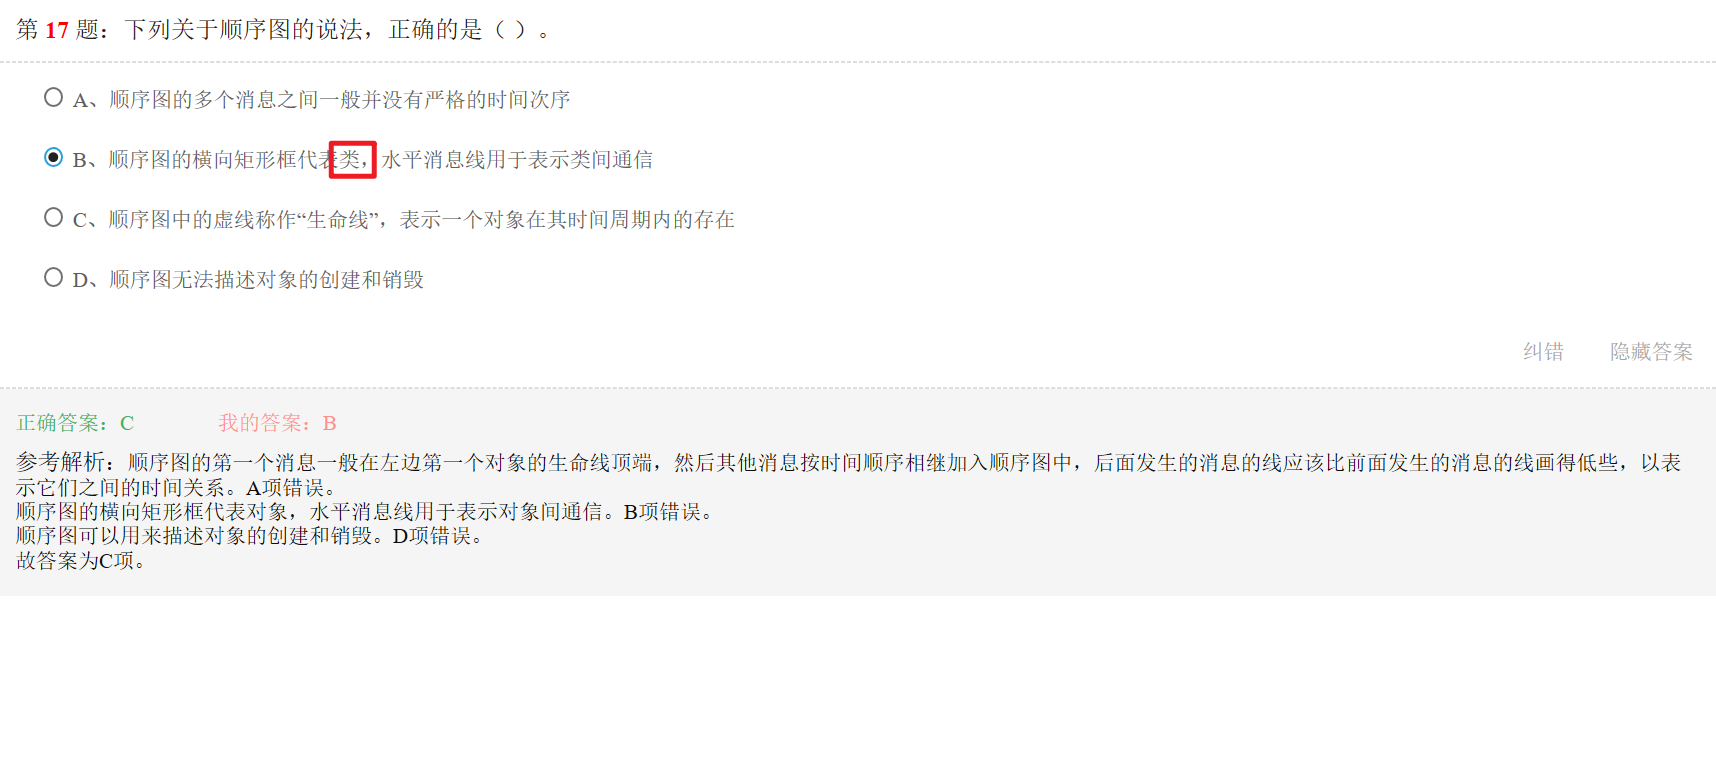 第 17 题：下列关于顺序图的说法，正确的是（ ）。
A、顺序图的多个消息之间一般并没有严格的时间次序
B、顺序图的横向矩形框代表类，水平消息线用于表示类间通信
C、顺序图中的虚线称作“生命线”，表示一个对象在其时间周期内的存在
D、顺序图无法描述对象的创建和销毁
纠错 隐藏答案
正确答案：C 我的答案：B
参考解析：顺序图的第一个消息一般在左边第一个对象的生命线顶端，然后其他消息按时间顺序相继加入顺序图中，后面发生的消息的线应该比前面发生的消息的线画得低些，以表
示它们之间的时间关系。A项错误。
顺序图的横向矩形框代表对象，水平消息线用于表示对象间通信。B项错误。
顺序图可以用来描述对象的创建和销毁。D项错误。
故答案为C项。